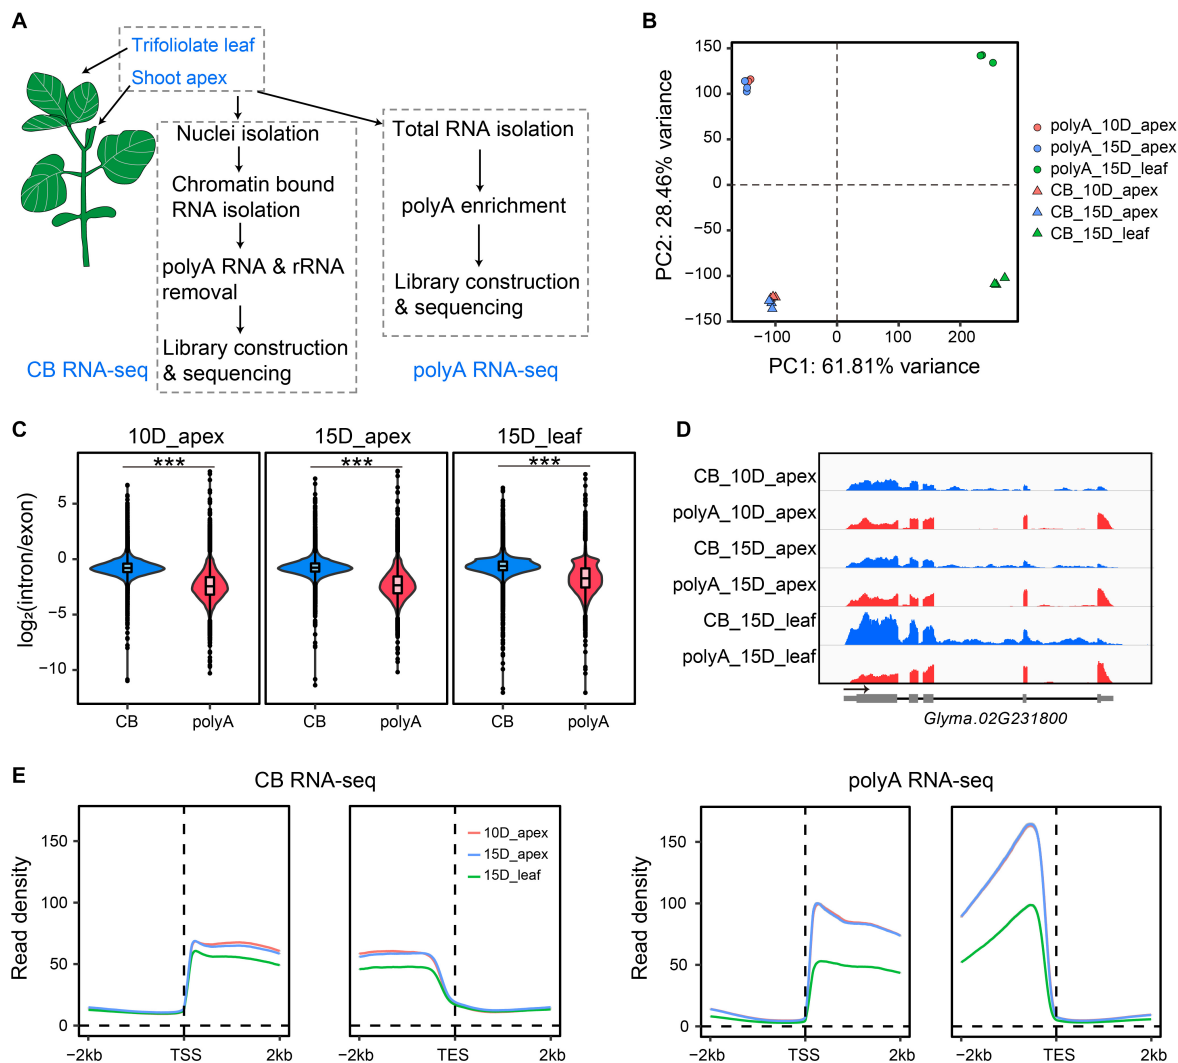 A
Trifoliolate leaf
Shoot apex
Nuclei isolation
Chromatin bound
RNA isolation
polyA RNA & rRNA
removal
Library construction
& sequencing
CB RNA-seq
Total RNA isolation
polyA enrichment
Library construction
& sequencing
polyA RNA-seq
B
PC2: 28.46% variance
150
100
50
0
−50
−100
−150
−100
0
100
200
PC1: 61.81% variance
polyA_10D_apex
polyA_15D_apex
polyA_15D_leaf
CB_10D_apex
CB_15D_apex
CB_15D_leaf
C
10D_apex
15D_apex
15D_leaf
***
***
***
log₂(intron/exon)
5
0
−5
−10
CB
polyA
CB
polyA
CB
polyA
D
CB_10D_apex
polyA_10D_apex
CB_15D_apex
polyA_15D_apex
CB_15D_leaf
polyA_15D_leaf
Glyma.02G231800
E
CB RNA-seq
Read density
150
100
50
0
−2kb
TSS
2kb
10D_apex
15D_apex
15D_leaf
−2kb
TES
2kb
polyA RNA-seq
Read density
150
100
50
0
−2kb
TSS
2kb
−2kb
TES
2kb